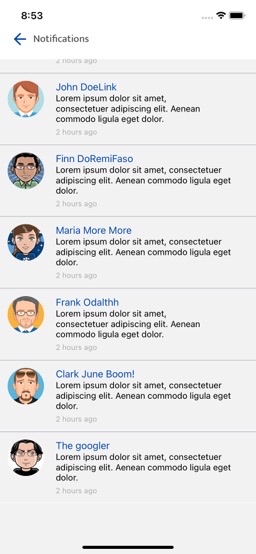 8:53
Notifications
2 hours ago
John DoeLink
Lorem ipsum dolor sit amet,
consectetuer adipiscing elit. Aenean
commodo ligula eget dolor.
2 hours ago
Finn DoRemiFaso
Lorem ipsum dolor sit amet, consectetuer
adipiscing elit. Aenean commodo ligula eget
dolor.
2 hours ago
Maria More More
Lorem ipsum dolor sit amet, consectetuer
adipiscing elit. Aenean commodo ligula eget
dolor.
2 hours ago
Frank Odalthh
Lorem ipsum dolor sit amet,
consectetuer adipiscing elit. Aenean
commodo ligula eget dolor.
2 hours ago
Clark June Boom!
Lorem ipsum dolor sit amet, consectetuer
adipiscing elit. Aenean commodo ligula eget
dolor.
2 hours ago
The googler
Lorem ipsum dolor sit amet, consectetuer
adipiscing elit. Aenean commodo ligula eget
dolor.
2 hours ago